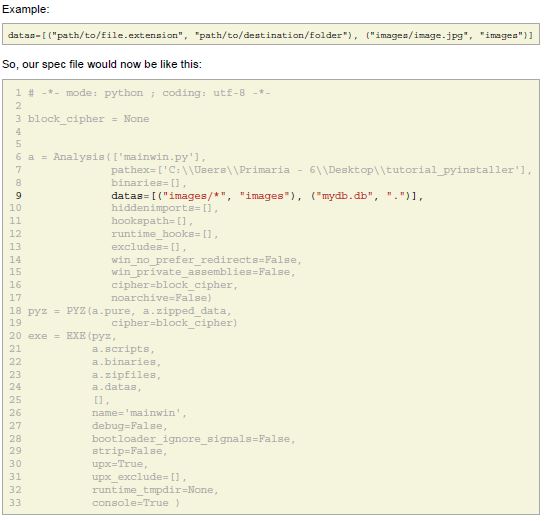 Example:
datas=[("path/to/file.extension", "path/to/destination/folder"), ("images/image.jpg", "images")]
So, our spec file would now be like this:
1 # -*- mode: python ; coding: utf-8 -*-
2
3 block_cipher = None
4
5
6 a = Analysis(['mainwin.py'],
7              pathex=['C:\\Users\\Primaria - 6\\Desktop\\tutorial_pyinstaller'],
8              binaries=[],
9              datas=[("images/*", "images"), ("mydb.db", ".")],
10             hiddenimports=[],
11             hookspath=[],
12             runtime_hooks=[],
13             excludes=[],
14             win_no_prefer_redirects=False,
15             win_private_assemblies=False,
16             cipher=block_cipher,
17             noarchive=False)
18 pyz = PYZ(a.pure, a.zipped_data,
19             cipher=block_cipher)
20 exe = EXE(pyz,
21          a.scripts,
22          a.binaries,
23          a.zipfiles,
24          a.datas,
25          [],
26          name='mainwin',
27          debug=False,
28          bootloader_ignore_signals=False,
29          strip=False,
30          upx=True,
31          upx_exclude=[],
32          runtime_tmpdir=None,
33          console=True )